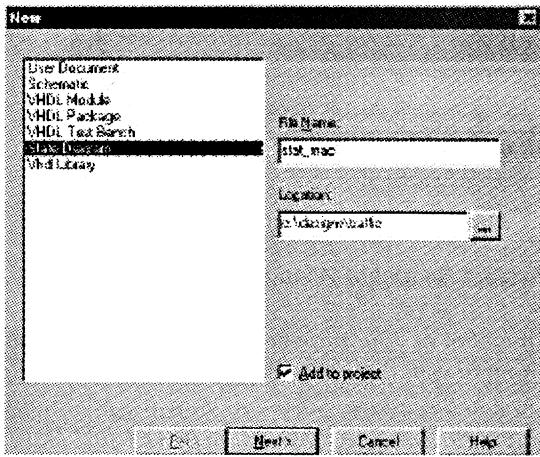 New
User Document
Schematic
VHDL Module
VHDL Package
VHDL Test Bench
State Diagram
Vhdl Library
File Name:
stat_mac
Location:
...
Add to project
Next >
Cancel
Help